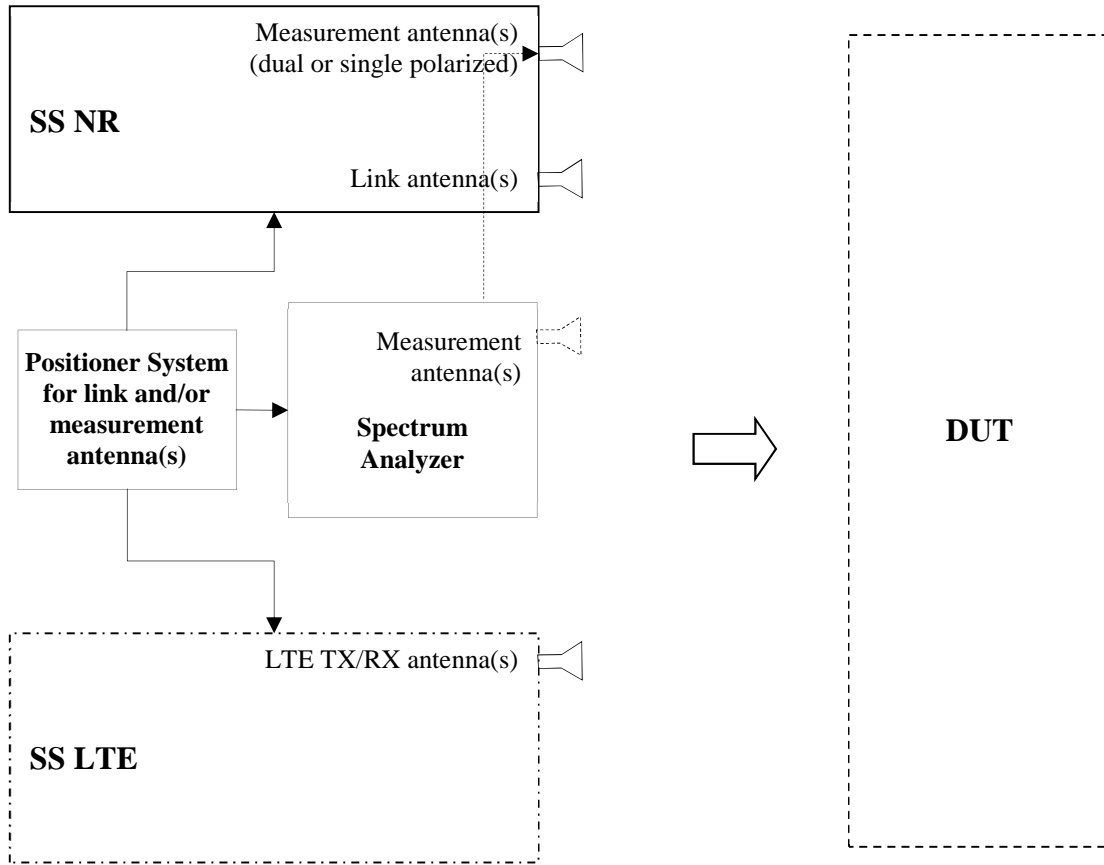 Measurement antenna(s)
(dual or single polarized)
SS NR
Link antenna(s)
Positioner System
for link and/or
measurement
antenna(s)
Measurement
antenna(s)
Spectrum
Analyzer
DUT
LTE TX/RX antenna(s)
SS LTE